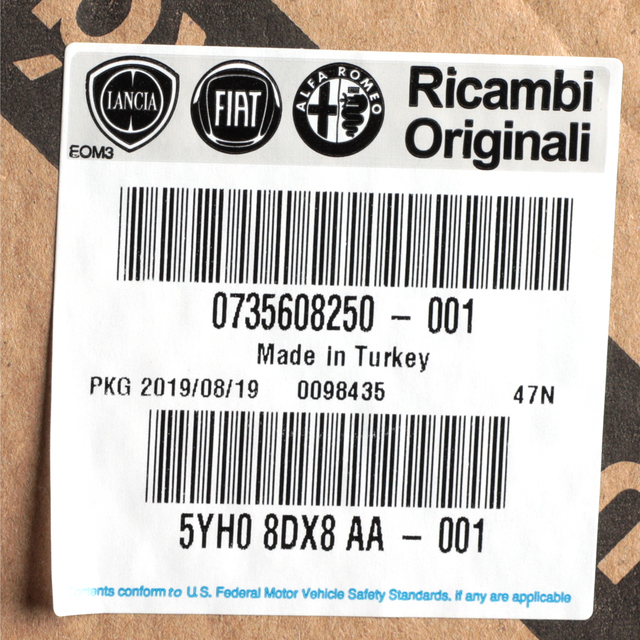 LANCIA
FIAT
ALFA ROMEO
Ricambi
Originali
EOM3
0735608250 - 001
Made in Turkey
PKG 2019/08/19 0098435 47N
5YH0 8DX8 AA - 001
conform to U.S. Federal Motor Vehicle Safety Standards, if any are applicable